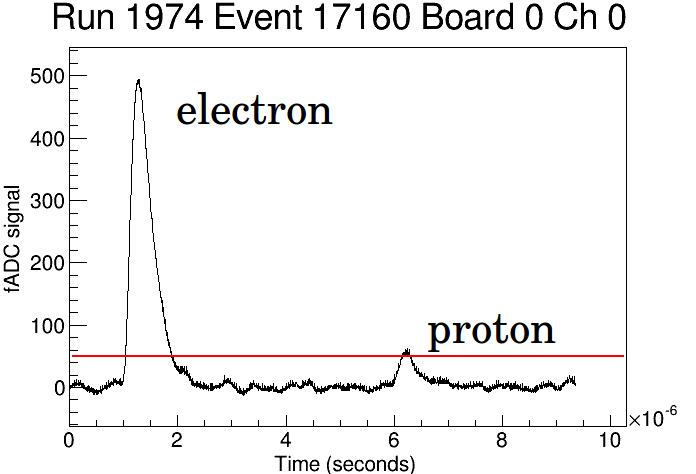 Run 1974 Event 17160 Board 0 Ch 0
500
electron
400
300
fADC signal
200
100
proton
0
0 2 4 6 8 10
×10-6
Time (seconds)